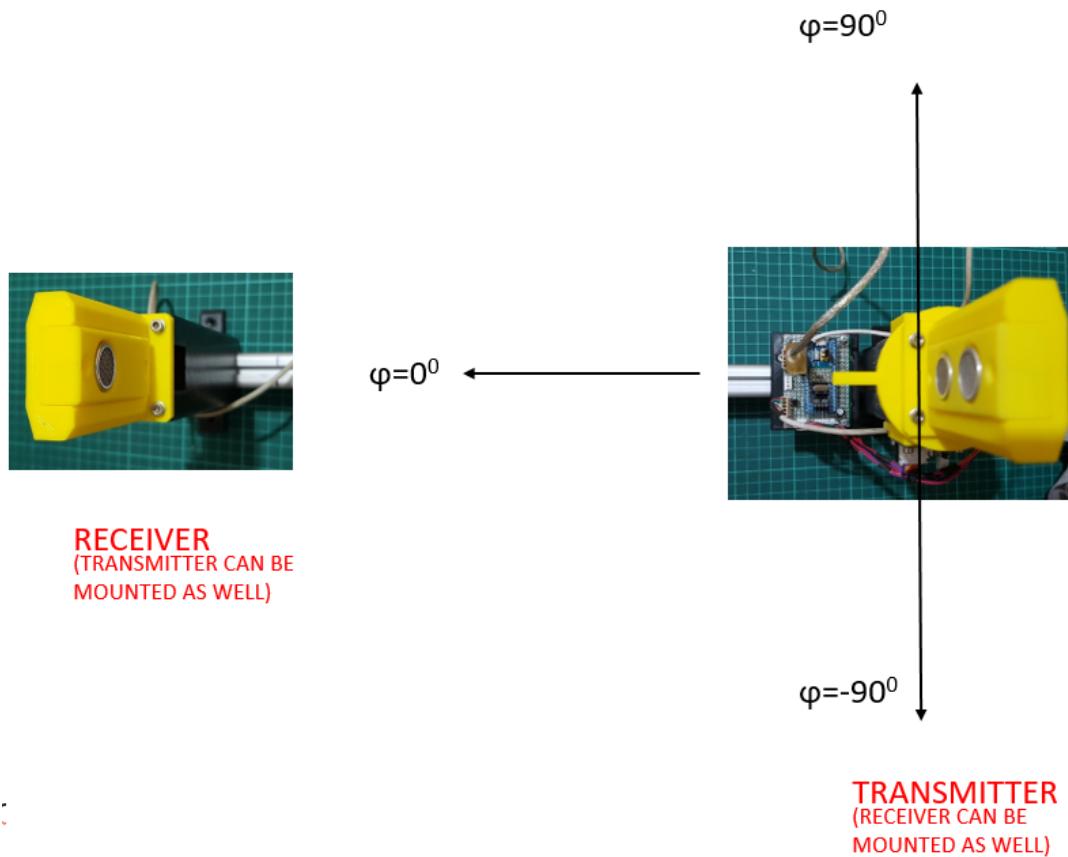 φ=90⁰
φ=0⁰
RECEIVER
(TRANSMITTER CAN BE
MOUNTED AS WELL)
φ=-90⁰
TRANSMITTER
(RECEIVER CAN BE
MOUNTED AS WELL)